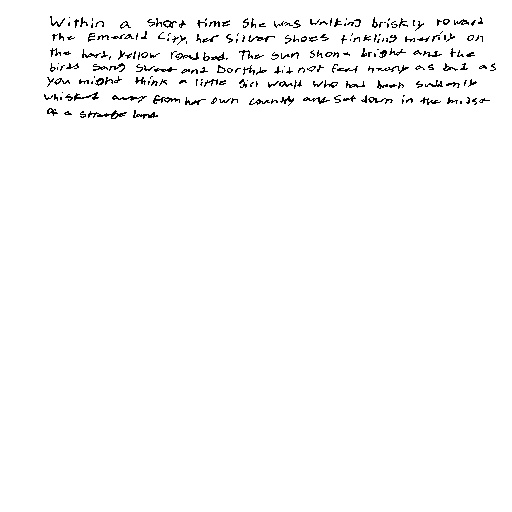 Within a short time she was walking briskly toward
the Emerald City, her Silver Shoes tinkling merrily on
the hard, yellow roadbed. The sun shone bright and the
birds sang sweet and Dorthy did not feel nearly as bad as
you might think a little girl would who had been suddenly
whisked away from her own country and set down in the midst
of a strange land.